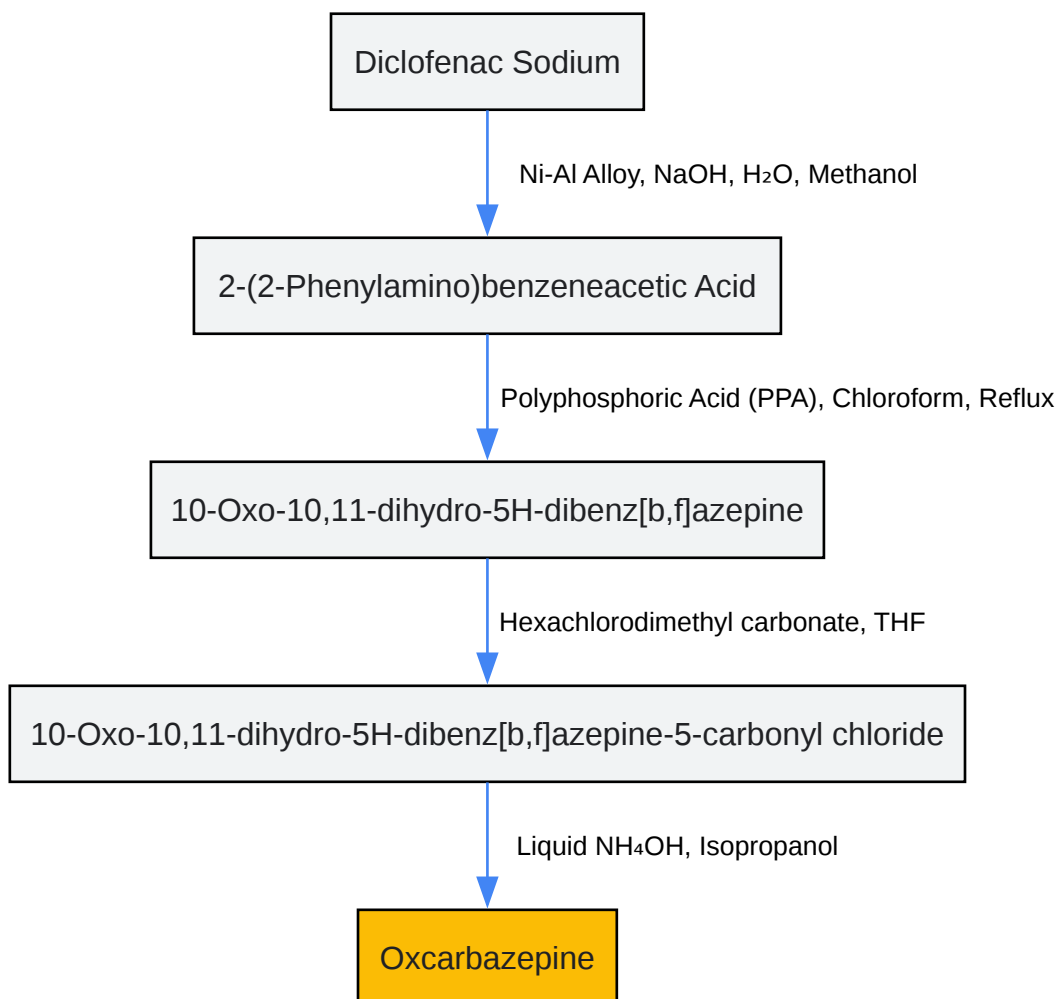 Diclofenac Sodium
Ni-Al Alloy, NaOH, H₂O, Methanol
2-(2-Phenylamino)benzeneacetic Acid
Polyphosphoric Acid (PPA), Chloroform, Reflux
10-Oxo-10,11-dihydro-5H-dibenz[b,f]azepine
Hexachlorodimethyl carbonate, THF
10-Oxo-10,11-dihydro-5H-dibenz[b,f]azepine-5-carbonyl chloride
Liquid NH₄OH, Isopropanol
Oxcarbazepine